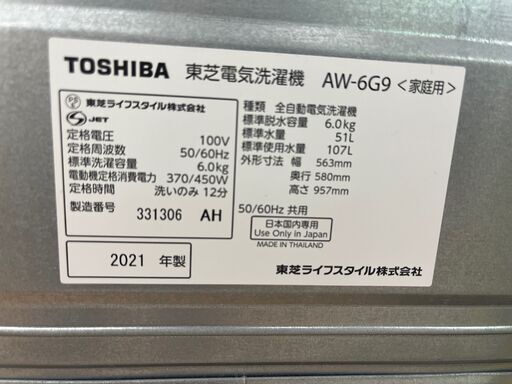 TOSHIBA 東芝電気洗濯機 AW-6G9 <家庭用>
PSE 東芝ライフスタイル株式会社
S JET
定格電圧 100V
定格周波数 50/60Hz
標準洗濯容量 6.0kg
電動機定格消費電力 370/450W
定格時間 洗いのみ 12分
製造番号 331306 AH
2021 年製
種類 全自動電気洗濯機
標準脱水容量 6.0kg
標準水量 51L
標準使用水量 107L
外形寸法 幅 563mm
奥行 580mm
高さ 957mm
50/60Hz 共用
日本国内専用
Use Only in Japan
MADE IN THAILAND
東芝ライフスタイル株式会社